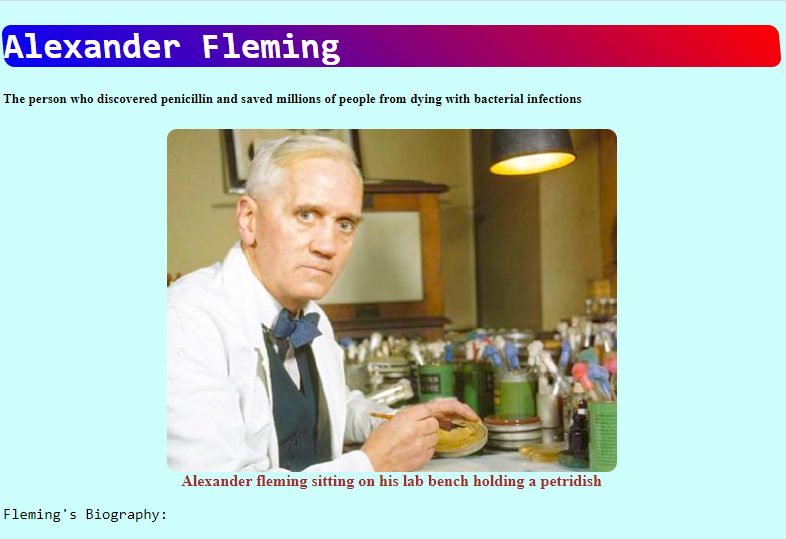 Alexander Fleming
The person who discovered penicillin and saved millions of people from dying with bacterial infections
Alexander fleming sitting on his lab bench holding a petridish
Fleming's Biography: